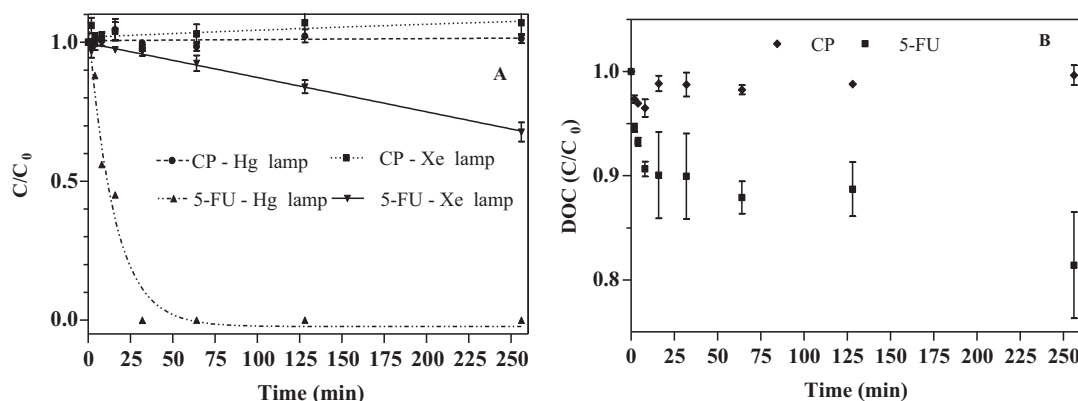 A
C/C0
1.0
0.5
0.0
CP - Hg lamp
CP - Xe lamp
5-FU - Hg lamp
5-FU - Xe lamp
0 25 50 75 100 125 150 175 200 225 250
Time (min)
B
CP 5-FU
DOC (C/C0)
1.0
0.9
0.8
0 25 50 75 100 125 150 175 200 225 250
Time (min)